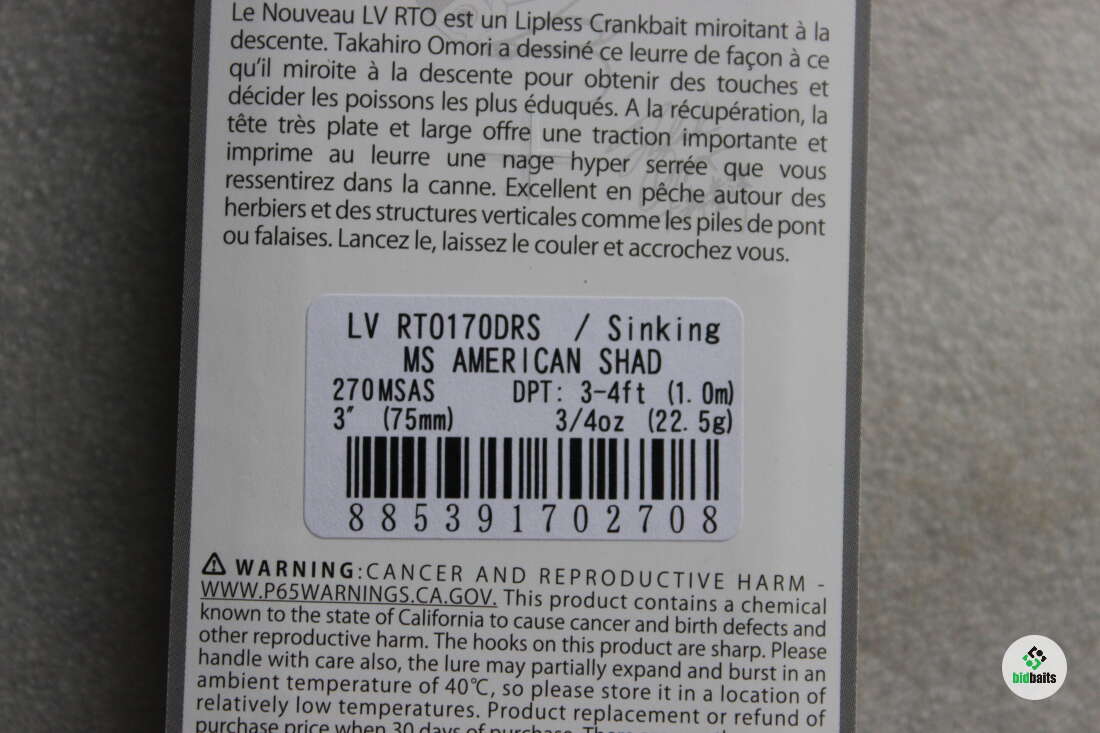 Le Nouveau LV RTO est un Lipless Crankbait miroitant à la
descente. Takahiro Omori a dessiné ce leurre de façon à ce
qu'il miroite à la descente pour obtenir des touches et
décider les poissons les plus éduqués. A la récupération, la
tête très plate et large offre une traction importante et
imprime au leurre une nage hyper serrée que vous
ressentirez dans la canne. Excellent en pêche autour des
herbiers et des structures verticales comme les piles de pont
ou falaises. Lancez le, laissez le couler et accrochez vous.
LV RTO170DRS / Sinking
MS AMERICAN SHAD
270MSAS DPT: 3-4ft (1.0m)
3″ (75mm) 3/4oz (22.5g)
885391702708
⚠ WARNING:CANCER AND REPRODUCTIVE HARM -
WWW.P65WARNINGS.CA.GOV. This product contains a chemical
known to the state of California to cause cancer and birth defects and
other reproductive harm. The hooks on this product are sharp. Please
handle with care also, the lure may partially expand and burst in an
ambient temperature of 40℃, so please store it in a location of
relatively low temperatures. Product replacement or refund of
purchase price when 30 days of purchase.
bidbaits